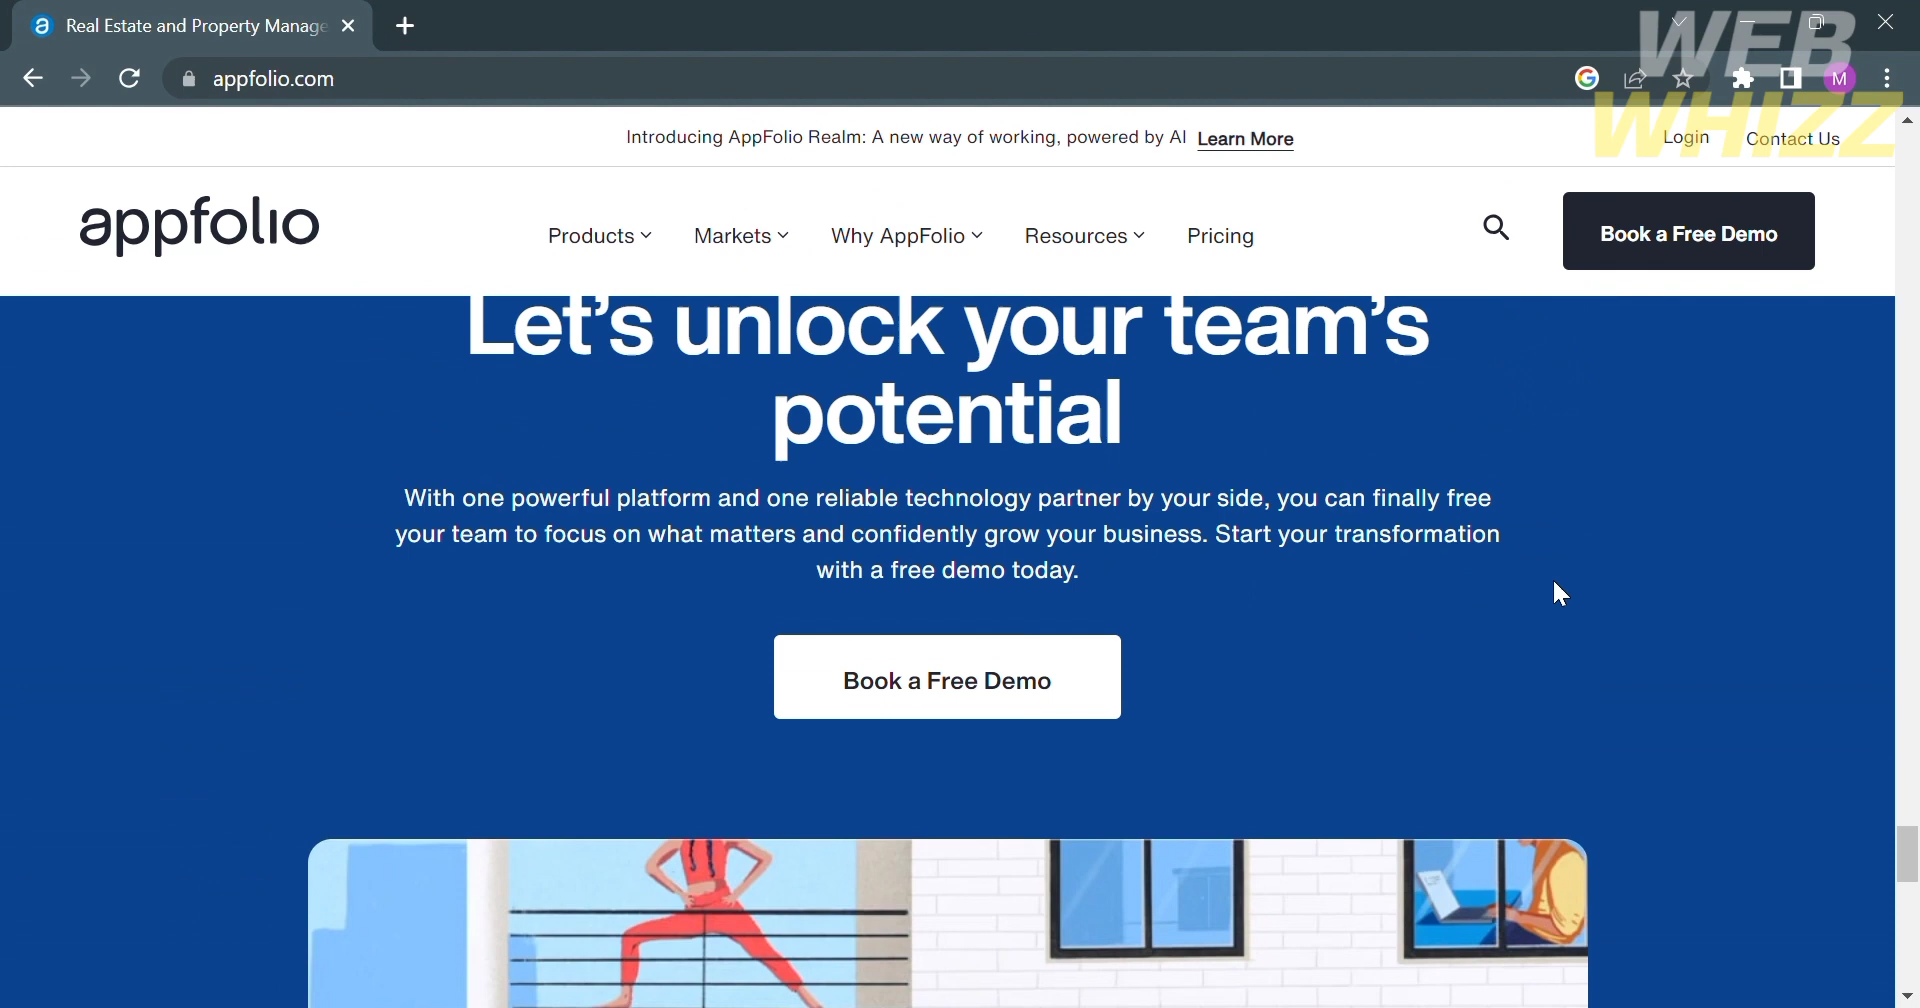 Real Estate and Property Manage
appfolio.com
M
WEB
WHIZZ
Introducing AppFolio Realm: A new way of working, powered by AI Learn More
Login Contact Us
appfolio
Products Markets Why AppFolio Resources Pricing
Book a Free Demo
Let's unlock your team's
potential
With one powerful platform and one reliable technology partner by your side, you can finally free
your team to focus on what matters and confidently grow your business. Start your transformation
with a free demo today.
Book a Free Demo